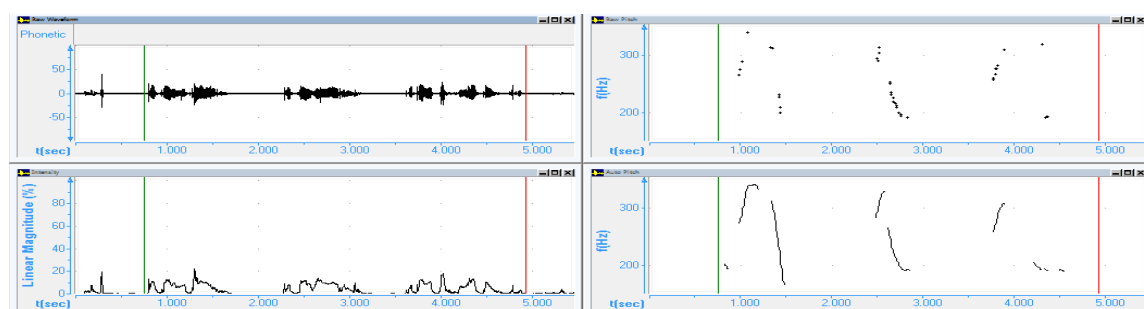 Raw Waveform
Phonetic
50
0
-50
t(sec)
1.000
2.000
3.000
4.000
5.000
Raw Pitch
f(Hz)
300
200
1.000
2.000
3.000
4.000
5.000
Intensity
Linear Magnitude (%)
80
60
40
20
0
t(sec)
1.000
2.000
3.000
4.000
5.000
Auto Pitch
f(Hz)
300
200
t(sec)
1.000
2.000
3.000
4.000
5.000
t(sec)